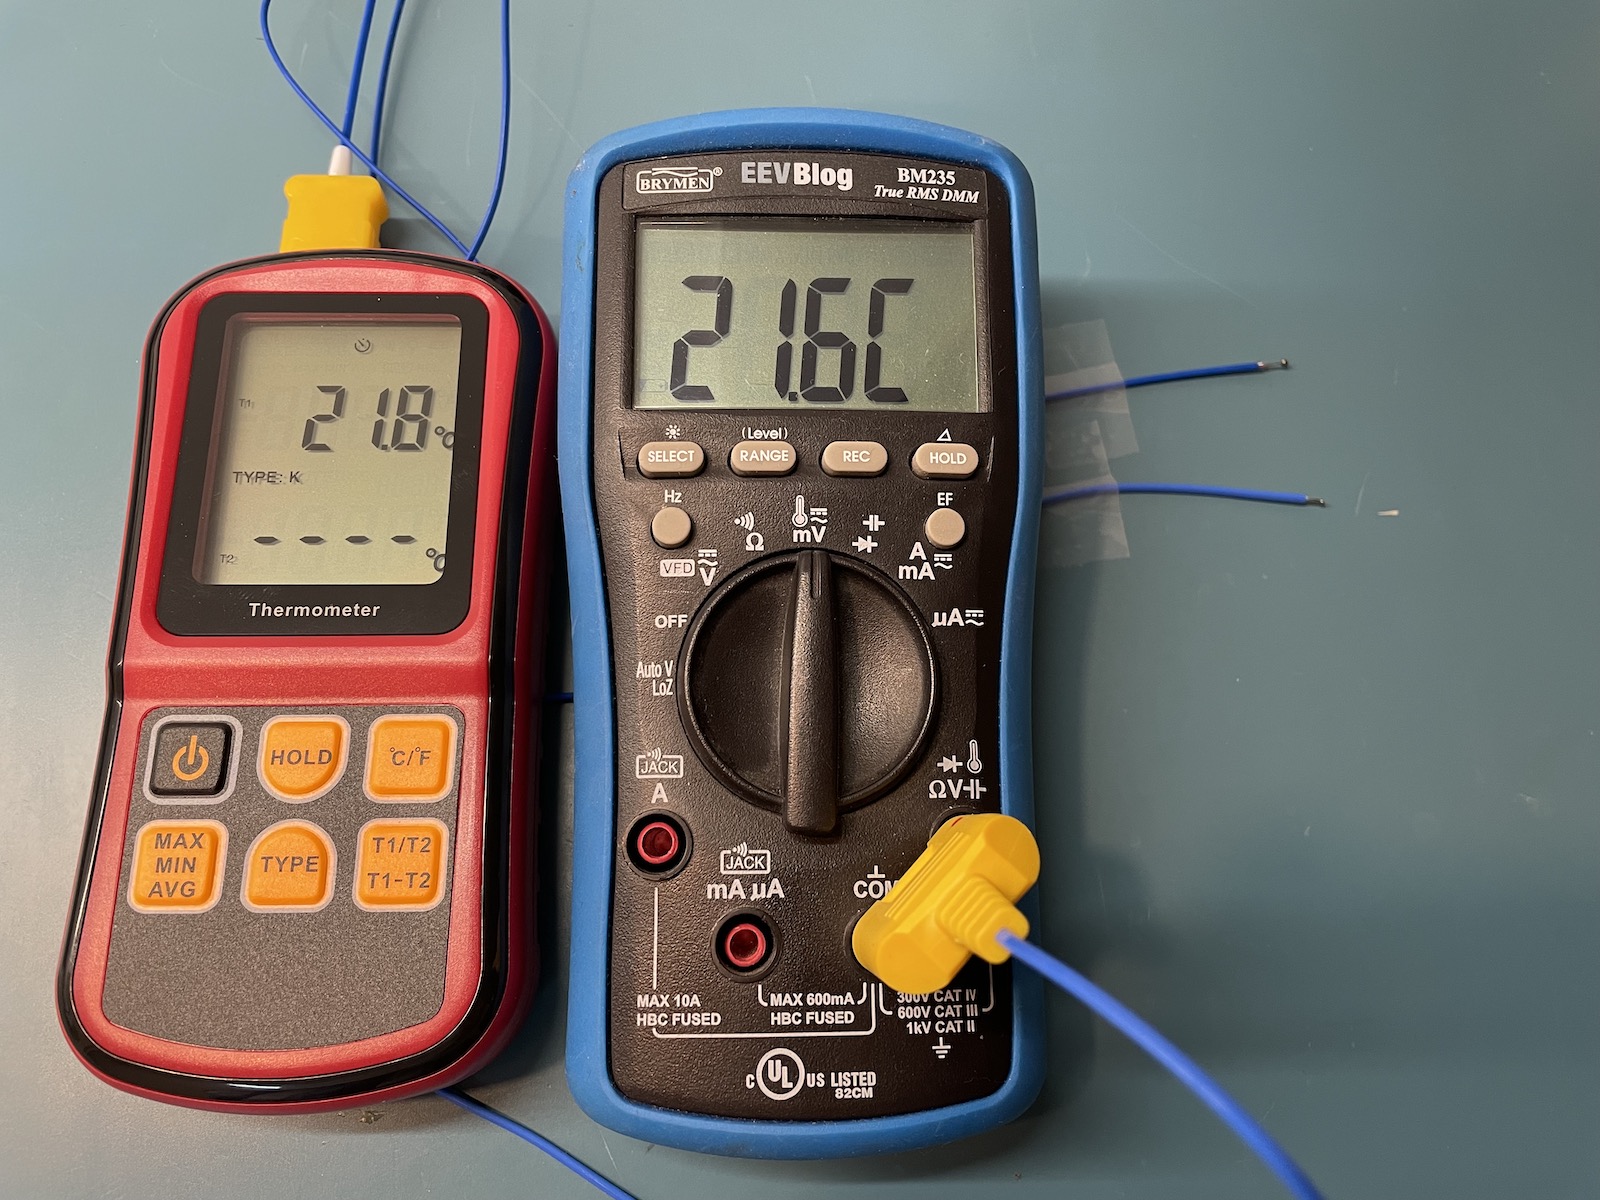 T1
21.8
°C
TYPE: K
T2
- - - -
°C
Thermometer
HOLD
°C/°F
MAX
MIN
AVG
TYPE
T1/T2
T1-T2
BRYMEN®
EEVBlog
BM235
True RMS DMM
21.6C
SELECT
(Level)
RANGE
REC
Δ
HOLD
Hz
EF
VFD
V
Ω
mV
A
mA
µA
OFF
Auto V
LoZ
JACK
A
JACK
mA µA
ΩV
COM
MAX 10A
HBC FUSED
MAX 600mA
HBC FUSED
300V CAT IV
600V CAT III
1kV CAT II
C UL US LISTED
82CM